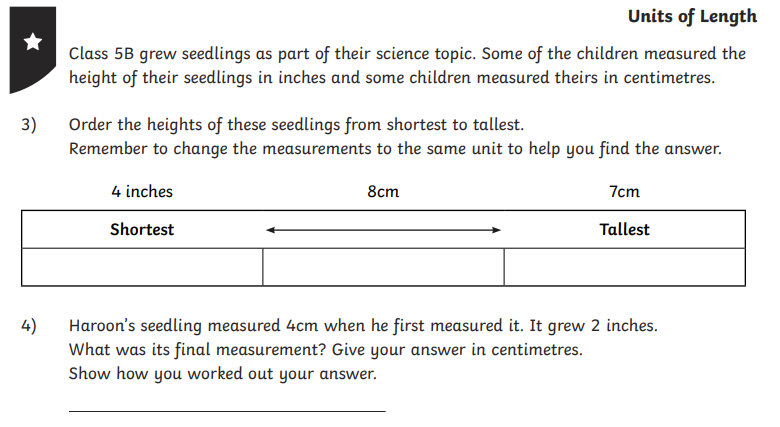 Units of Length
Class 5B grew seedlings as part of their science topic. Some of the children measured the
height of their seedlings in inches and some children measured theirs in centimetres.
3) Order the heights of these seedlings from shortest to tallest.
Remember to change the measurements to the same unit to help you find the answer.
4 inches 8cm 7cm
Shortest Tallest
4) Haroon's seedling measured 4cm when he first measured it. It grew 2 inches.
What was its final measurement? Give your answer in centimetres.
Show how you worked out your answer.